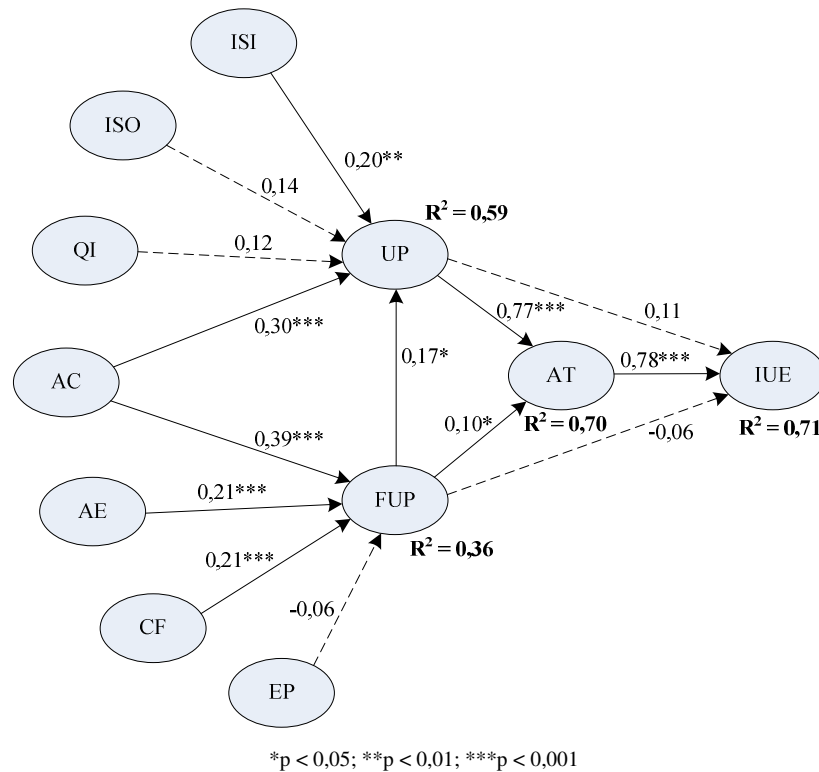 ISI
ISO
0,20**
0,14
R² = 0,59
QI
0,12
UP
0,30***
0,77***
0,11
0,17*
0,78***
AC
AT
IUE
0,39***
0,10*
R² = 0,70
R² = 0,71
-0,06
AE
0,21***
FUP
0,21***
R² = 0,36
CF
-0,06
EP
*p < 0,05; **p < 0,01; ***p < 0,001